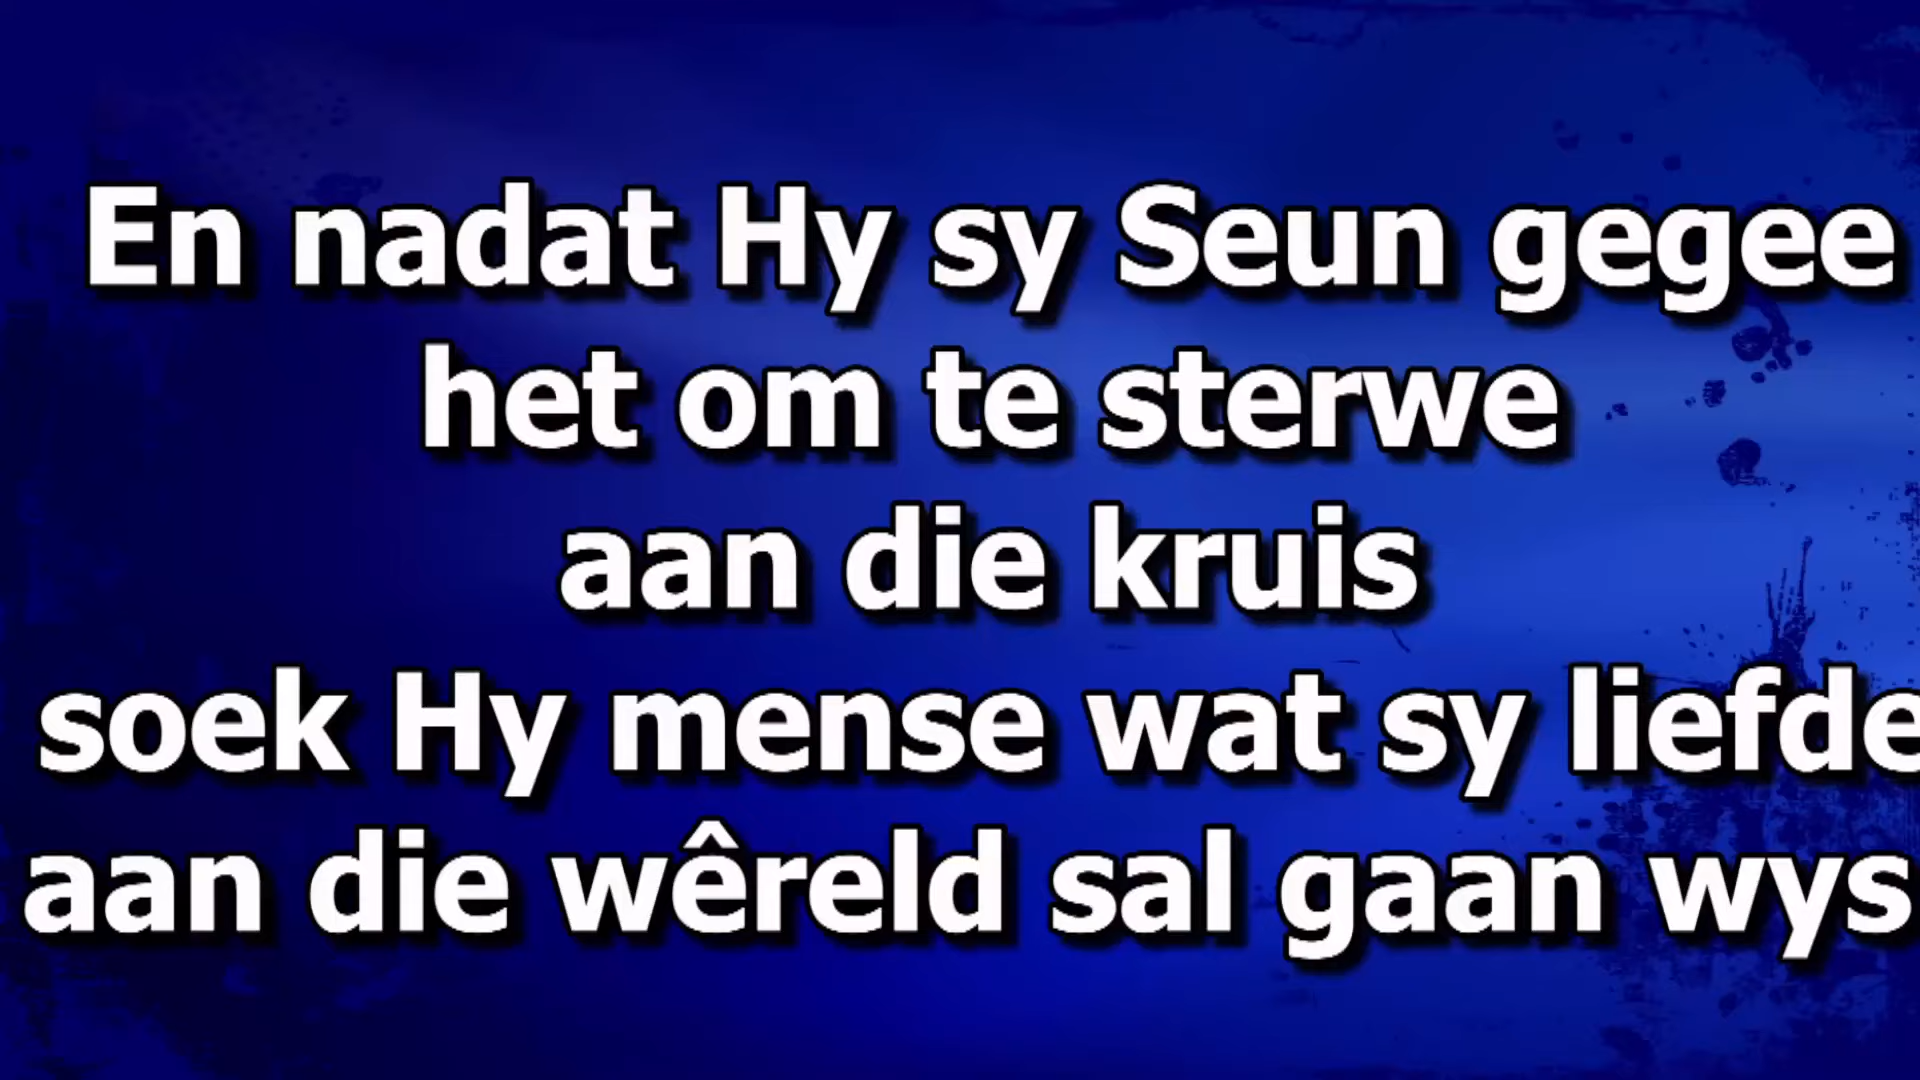 En nadat Hy sy Seun gegee
het om te sterwe
aan die kruis
soek Hy mense wat sy liefde
aan die wêreld sal gaan wys